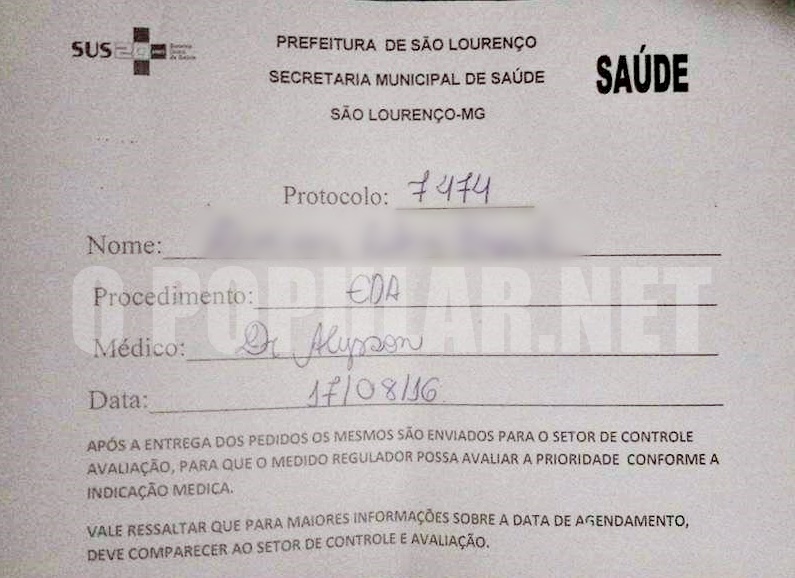 SUS 20
PREFEITURA DE SÃO LOURENÇO
SECRETARIA MUNICIPAL DE SAÚDE
SÃO LOURENÇO-MG
SAÚDE
Protocolo: 7474
Nome:
O POPULAR.NET
Procedimento: EDA
Médico: Dr Alysson
Data: 17/08/16
APÓS A ENTREGA DOS PEDIDOS OS MESMOS SÃO ENVIADOS PARA O SETOR DE CONTROLE
AVALIAÇÃO, PARA QUE O MEDIDO REGULADOR POSSA AVALIAR A PRIORIDADE CONFORME A
INDICAÇÃO MEDICA.
VALE RESSALTAR QUE PARA MAIORES INFORMAÇÕES SOBRE A DATA DE AGENDAMENTO,
DEVE COMPARECER AO SETOR DE CONTROLE E AVALIAÇÃO.